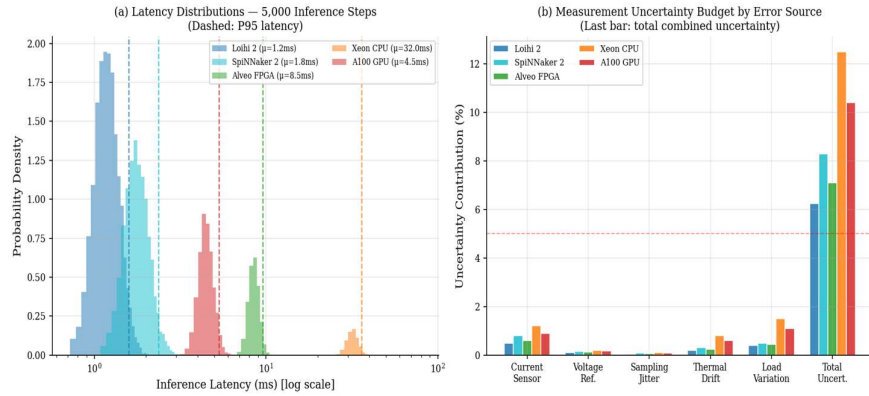 (a) Latency Distributions — 5,000 Inference Steps
(Dashed: P95 latency)
Probability Density
2.00
1.75
1.50
1.25
1.00
0.75
0.50
0.25
0.00
Loihi 2 (μ=1.2ms)
SpiNNaker 2 (μ=1.8ms)
Alveo FPGA (μ=8.5ms)
Xeon CPU (μ=32.0ms)
A100 GPU (μ=4.5ms)
10⁰
10¹
10²
Inference Latency (ms) [log scale]
(b) Measurement Uncertainty Budget by Error Source
(Last bar: total combined uncertainty)
Uncertainty Contribution (%)
12
10
8
6
4
2
0
Loihi 2
SpiNNaker 2
Alveo FPGA
Xeon CPU
A100 GPU
Current
Sensor
Voltage
Ref.
Sampling
Jitter
Thermal
Drift
Load
Variation
Total
Uncert.